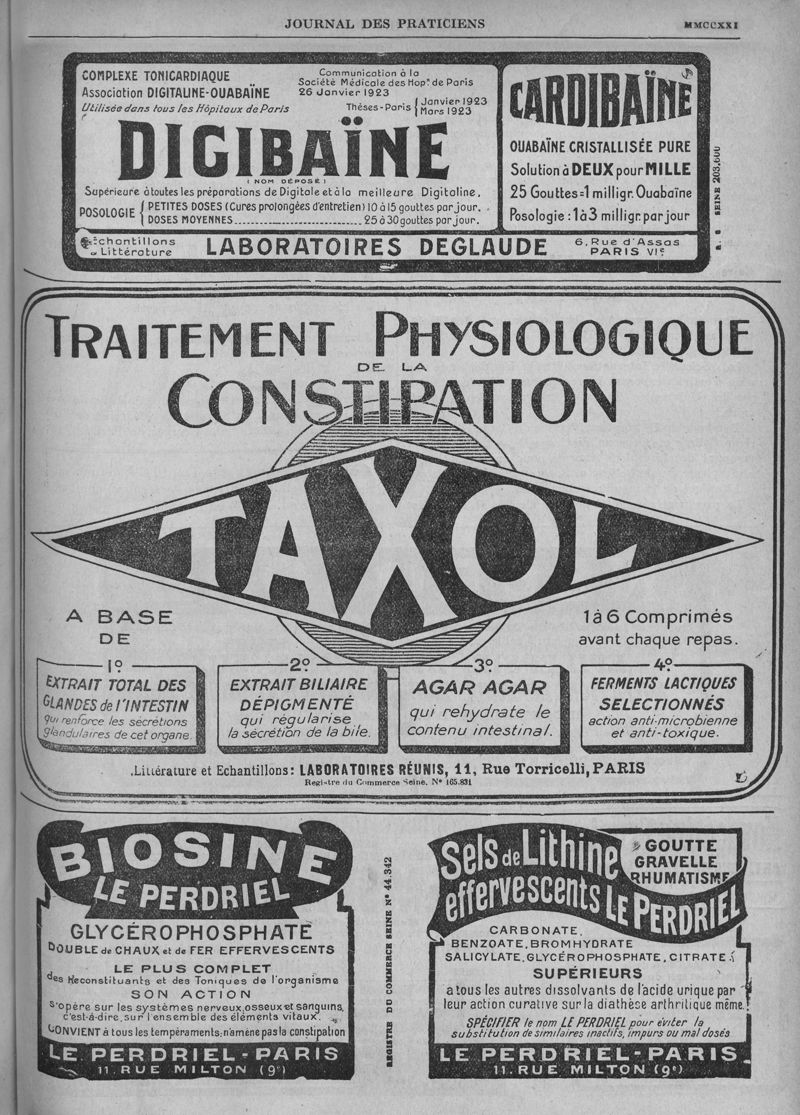 JOURNAL DES PRATICIENS
MMCCXXI
COMPLEXE TONICARDIAQUE
Association DIGITALINE-OUABAÏNE
Utilisée dans tous les Hôpitaux de Paris
Communication à la
Société Médicale des Hop.x de Paris
26 Janvier 1923
Thèses-Paris { Janvier 1923
Mars 1923
DIGIBAÏNE
( NOM DÉPOSÉ )
Supérieure à toutes les préparations de Digitale et à la meilleure Digitaline.
POSOLOGIE { PETITES DOSES (Cures prolongées d'entretien) 10 à 15 gouttes par jour.
DOSES MOYENNES........................25 à 30 gouttes par jour.
CARDIBAÏNE
OUABAÏNE CRISTALLISÉE PURE
Solution à DEUX pour MILLE
25 Gouttes = 1 milligr. Ouabaïne
Posologie : 1 à 3 milligr. par jour
SEINE 203.600
Échantillons
Littérature
LABORATOIRES DEGLAUDE
6, Rue d'Assas
PARIS VIe
TRAITEMENT PHYSIOLOGIQUE
DE LA
CONSTIPATION
TAXOL
A BASE
DE
1 à 6 Comprimés
avant chaque repas.
1º
EXTRAIT TOTAL DES
GLANDES de l'INTESTIN
qui renforce les sécrétions
glandulaires de cet organe.
2º
EXTRAIT BILIAIRE
DÉPIGMENTÉ
qui régularise
la sécrétion de la bile.
3º
AGAR AGAR
qui rehydrate le
contenu intestinal.
4º
FERMENTS LACTIQUES
SELECTIONNÉS
action anti-microbienne
et anti-toxique.
Littérature et Echantillons : LABORATOIRES RÉUNIS, 11, Rue Torricelli, PARIS
Registre du Commerce Seine, Nº 165.831
BIOSINE
LE PERDRIEL
GLYCÉROPHOSPHATE
DOUBLE de CHAUX et de FER EFFERVESCENTS
LE PLUS COMPLET
des Reconstituants et des Toniques de l'organisme
SON ACTION
s'opère sur les systèmes nerveux, osseux et sanguins,
c'est-à-dire, sur l'ensemble des éléments vitaux.
CONVIENT à tous les tempéraments; n'amène pas la constipation
LE PERDRIEL - PARIS
11, RUE MILTON (9e)
REGISTRE DU COMMERCE SEINE Nº 44.342
Sels de Lithine
effervescents LE PERDRIEL
GOUTTE
GRAVELLE
RHUMATISME
CARBONATE,
BENZOATE, BROMHYDRATE
SALICYLATE, GLYCÉROPHOSPHATE, CITRATE.
SUPÉRIEURS
a tous les autres dissolvants de l'acide urique par
leur action curative sur la diathèse arthritique même.
SPÉCIFIER le nom LE PERDRIEL pour éviter la
substitution de similaires inactifs, impurs ou mal dosés
LE PERDRIEL - PARIS
11. RUE MILTON (9e)